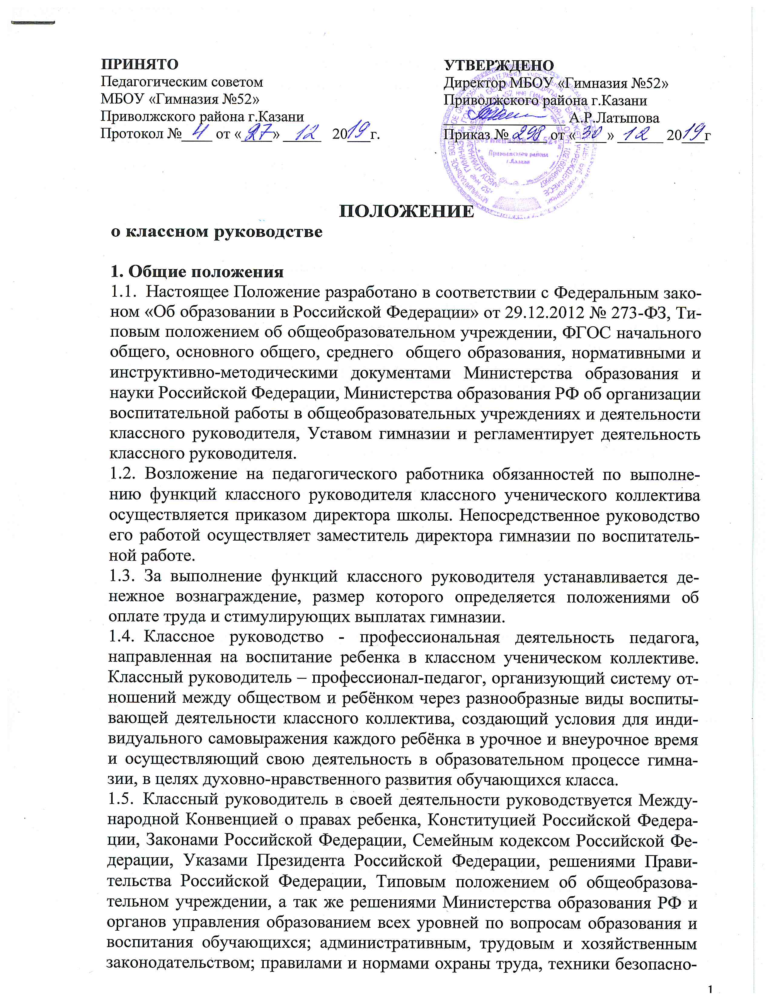 ПРИНЯТО
Педагогическим советом
МБОУ «Гимназия №52»
Приволжского района г.Казани
Протокол № 4 от «27» 12 2019г.
УТВЕРЖДЕНО
Директор МБОУ «Гимназия №52»
Приволжского района г.Казани
А.Р.Латыпова
Приказ № 298 от «30» 12 2019г
Приволжского района
г.Казани
ПОЛОЖЕНИЕ
о классном руководстве
1. Общие положения
1.1. Настоящее Положение разработано в соответствии с Федеральным зако-
ном «Об образовании в Российской Федерации» от 29.12.2012 № 273-ФЗ, Ти-
повым положением об общеобразовательном учреждении, ФГОС начального
общего, основного общего, среднего общего образования, нормативными и
инструктивно-методическими документами Министерства образования и
науки Российской Федерации, Министерства образования РФ об организации
воспитательной работы в общеобразовательных учреждениях и деятельности
классного руководителя, Уставом гимназии и регламентирует деятельность
классного руководителя.
1.2. Возложение на педагогического работника обязанностей по выполне-
нию функций классного руководителя классного ученического коллектива
осуществляется приказом директора школы. Непосредственное руководство
его работой осуществляет заместитель директора гимназии по воспитатель-
ной работе.
1.3. За выполнение функций классного руководителя устанавливается де-
нежное вознаграждение, размер которого определяется положениями об
оплате труда и стимулирующих выплатах гимназии.
1.4. Классное руководство - профессиональная деятельность педагога,
направленная на воспитание ребенка в классном ученическом коллективе.
Классный руководитель – профессионал-педагог, организующий систему от-
ношений между обществом и ребёнком через разнообразные виды воспиты-
вающей деятельности классного коллектива, создающий условия для инди-
видуального самовыражения каждого ребёнка в урочное и внеурочное время
и осуществляющий свою деятельность в образовательном процессе гимна-
зии, в целях духовно-нравственного развития обучающихся класса.
1.5. Классный руководитель в своей деятельности руководствуется Между-
народной Конвенцией о правах ребенка, Конституцией Российской Федера-
ции, Законами Российской Федерации, Семейным кодексом Российской Фе-
дерации, Указами Президента Российской Федерации, решениями Прави-
тельства Российской Федерации, Типовым положением об общеобразова-
тельном учреждении, а так же решениями Министерства образования РФ и
органов управления образованием всех уровней по вопросам образования и
воспитания обучающихся; административным, трудовым и хозяйственным
законодательством; правилами и нормами охраны труда, техники безопасно-
1